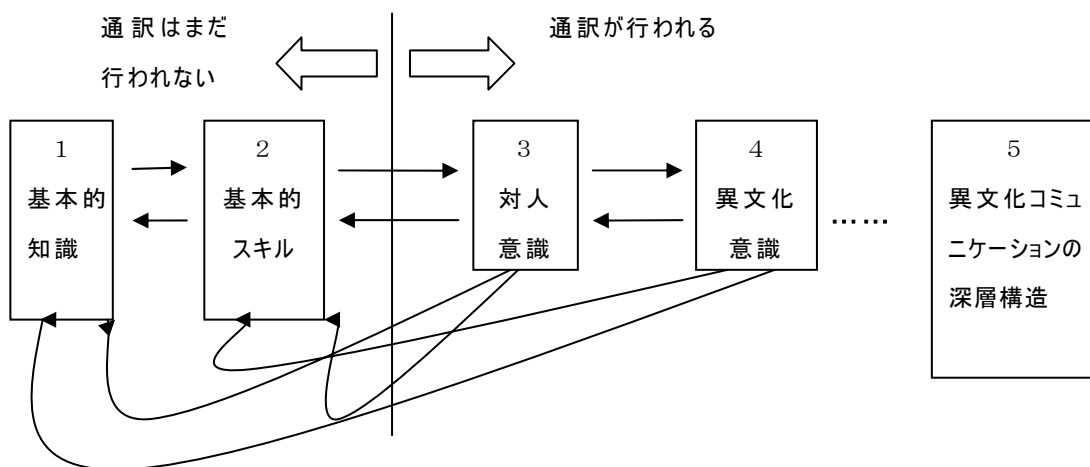 通訳はまだ
行われない
通訳が行われる
１
基本的
知識
２
基本的
スキル
３
対人
意識
４
異文化
意識
……
５
異文化コミュ
ニケーションの
深層構造